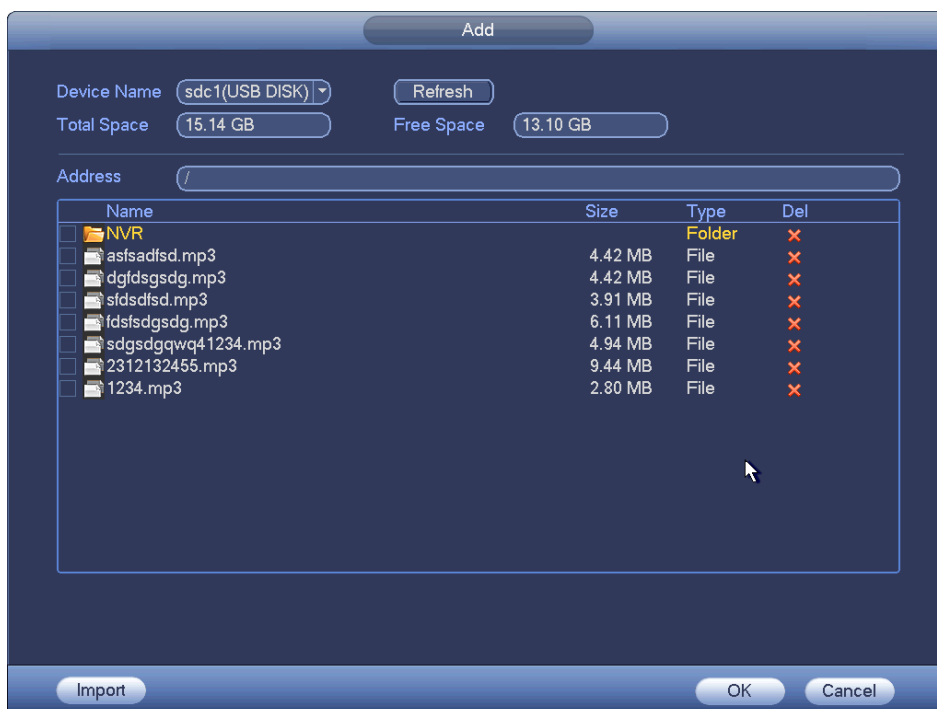 Add
Device Name sdc1(USB DISK) Refresh
Total Space 15.14 GB Free Space 13.10 GB
Address /
Name Size Type Del
NVR Folder
asfsadfsd.mp3 4.42 MB File
dgfdsgsdg.mp3 4.42 MB File
sfdsdfsd.mp3 3.91 MB File
fdsfsdgsdg.mp3 6.11 MB File
sdgsdgqwq41234.mp3 4.94 MB File
2312132455.mp3 9.44 MB File
1234.mp3 2.80 MB File
Import OK Cancel